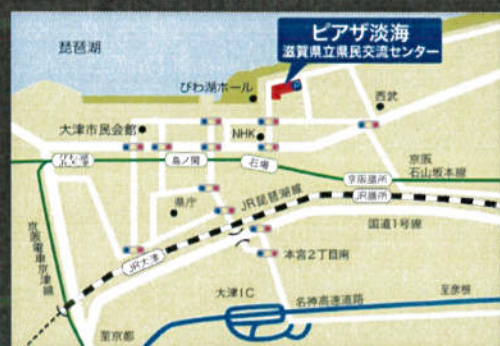 ピアザ淡海
滋賀県立県民交流センター
P
琵琶湖
びわ湖ホール
西武
大津市民会館
NHK
島ノ関
石場
京阪
石山坂本線
京阪膳所
JR膳所
県庁
JR琵琶湖線
国道1号線
京阪電車京津線
JR大津
本宮2丁目南
大津IC
名神高速道路
至彦根
至京都